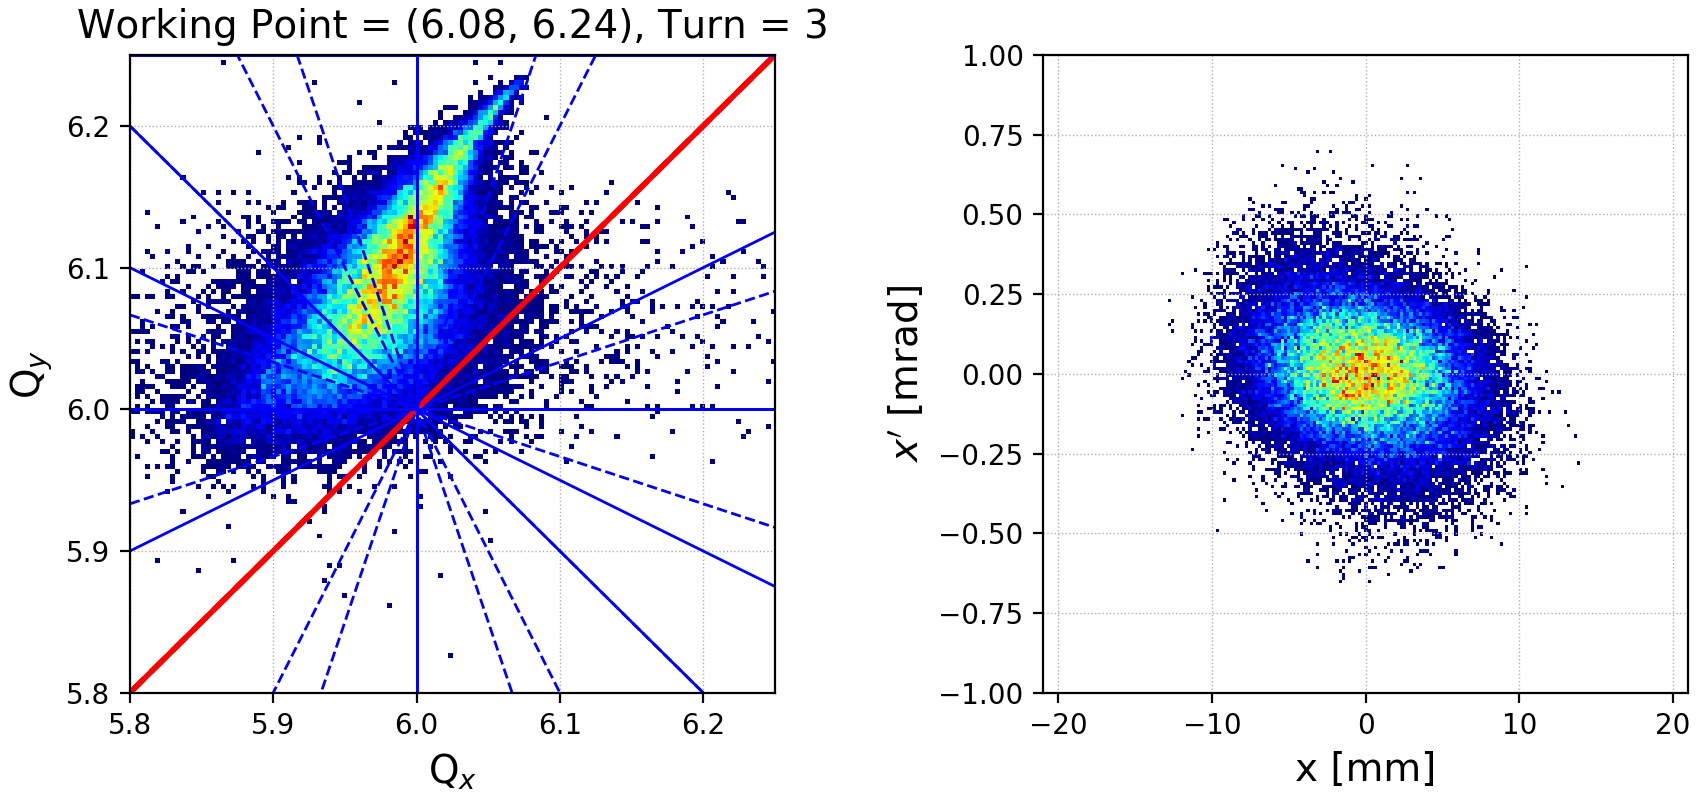 Working Point = (6.08, 6.24), Turn = 3
6.2
6.1
6.0
5.9
5.8
Qy
5.8 5.9 6.0 6.1 6.2
Qx
1.00
0.75
0.50
0.25
0.00
−0.25
−0.50
−0.75
−1.00
x′ [mrad]
−20 −10 0 10 20
x [mm]